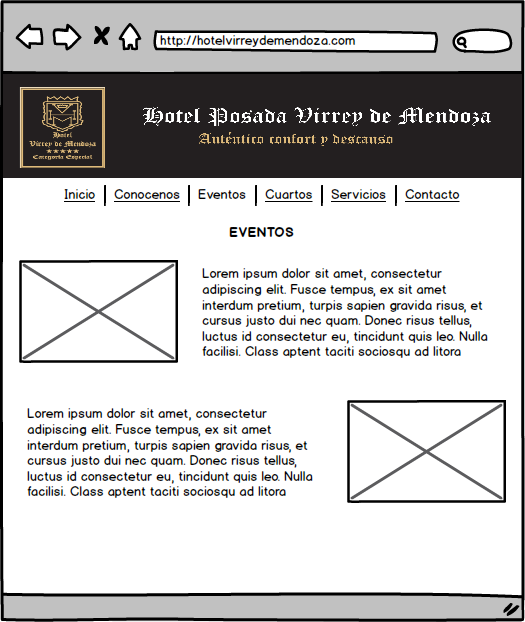 http://hotelvirreydemendoza.com
Hotel
Virrey de Mendoza
★★★★★
Categoría Especial
Hotel Posada Virrey de Mendoza
Auténtico confort y descanso
Inicio | Conocenos | Eventos | Cuartos | Servicios | Contacto
EVENTOS
Lorem ipsum dolor sit amet, consectetur
adipiscing elit. Fusce tempus, ex sit amet
interdum pretium, turpis sapien gravida risus, et
cursus justo dui nec quam. Donec risus tellus,
luctus id consectetur eu, tincidunt quis leo. Nulla
facilisi. Class aptent taciti sociosqu ad litora
Lorem ipsum dolor sit amet, consectetur
adipiscing elit. Fusce tempus, ex sit amet
interdum pretium, turpis sapien gravida risus, et
cursus justo dui nec quam. Donec risus tellus,
luctus id consectetur eu, tincidunt quis leo. Nulla
facilisi. Class aptent taciti sociosqu ad litora